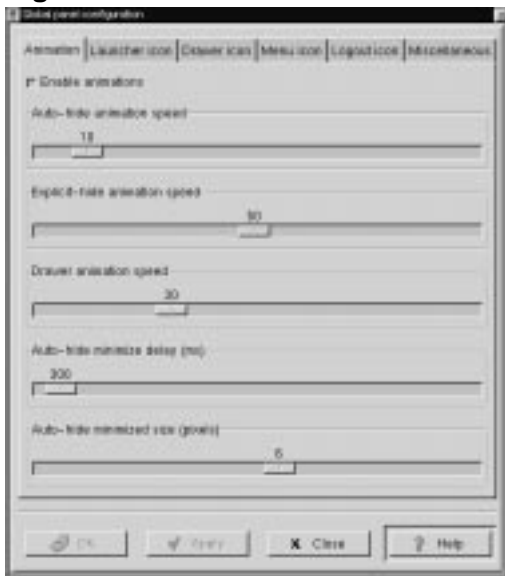 Global panel configuration
Animation Launcher icon Drawer icon Menu icon Logout icon Miscellaneous
Enable animations
Auto-hide animation speed
10
Explicit-hide animation speed
50
Drawer animation speed
30
Auto-hide minimize delay (ms)
300
Auto-hide minimized size (pixels)
6
OK Apply Close Help